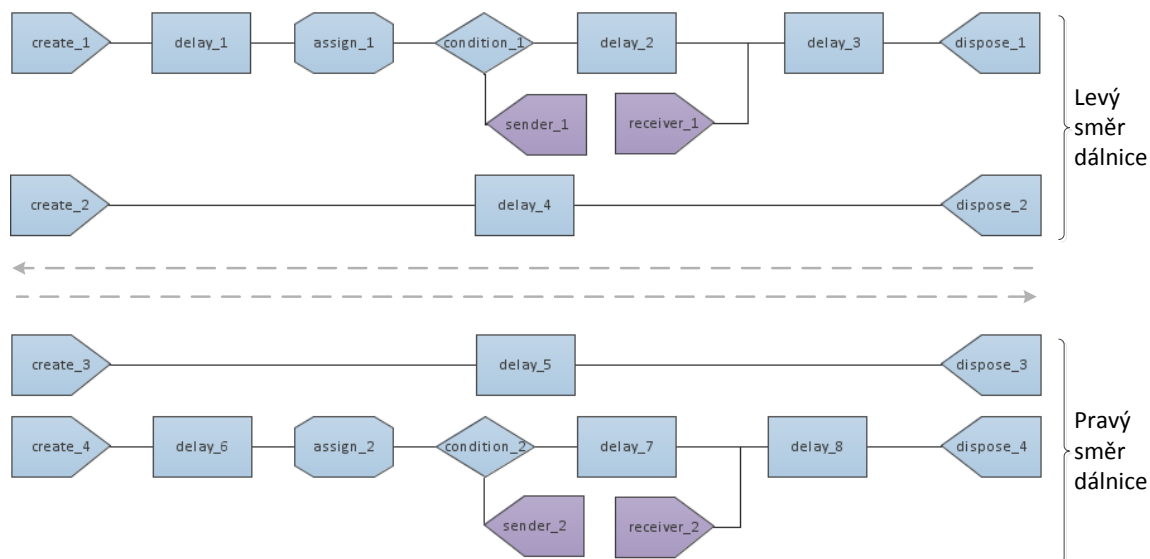 create_1
delay_1
assign_1
condition_1
delay_2
delay_3
dispose_1
sender_1
receiver_1
Levý
směr
dálnice
create_2
delay_4
dispose_2
create_3
delay_5
dispose_3
create_4
delay_6
assign_2
condition_2
delay_7
delay_8
dispose_4
Pravý
směr
dálnice
sender_2
receiver_2